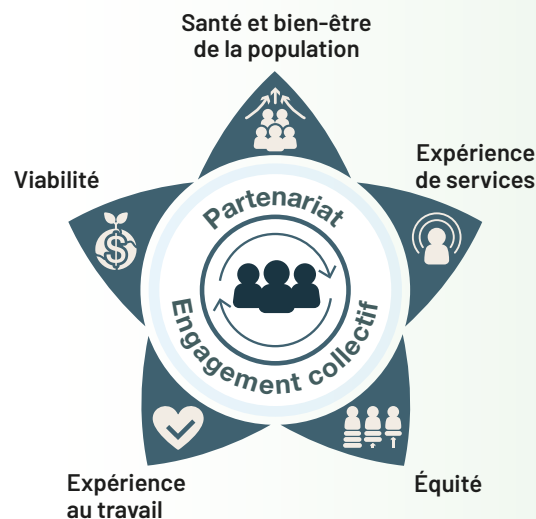 Santé et bien-être
de la population
Viabilité
Expérience
de services
Partenariat
Engagement collectif
$
Expérience
au travail
Équité